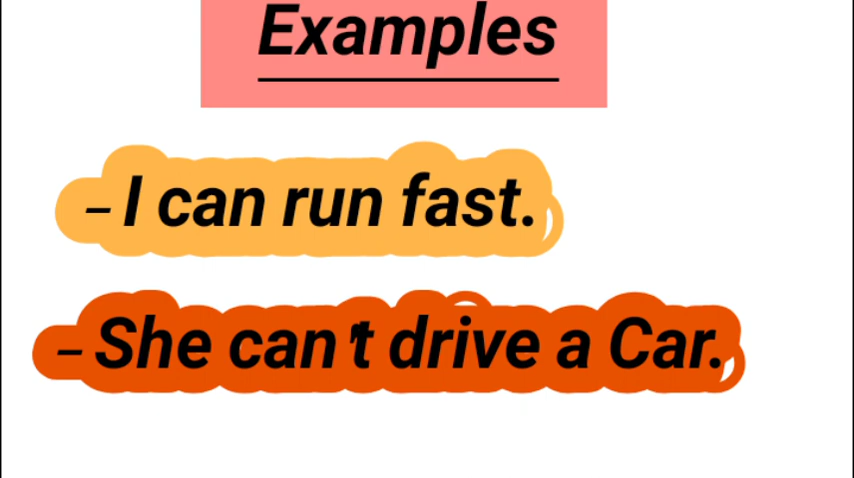 Examples
– I can run fast.
– She can't drive a Car.